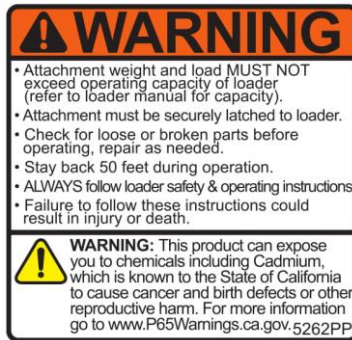 WARNING
• Attachment weight and load MUST NOT
exceed operating capacity of loader
(refer to loader manual for capacity).
• Attachment must be securely latched to loader.
• Check for loose or broken parts before
operating, repair as needed.
• Stay back 50 feet during operation.
• ALWAYS follow loader safety & operating instructions
• Failure to follow these instructions could
result in injury or death.
WARNING: This product can expose
you to chemicals including Cadmium,
which is known to the State of California
to cause cancer and birth defects or other
reproductive harm. For more information
go to www.P65Warnings.ca.gov. 5262PP